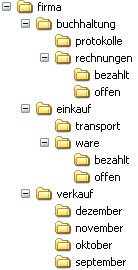 firma
buchhaltung
protokolle
rechnungen
bezahlt
offen
einkauf
transport
ware
bezahlt
offen
verkauf
dezember
november
oktober
september